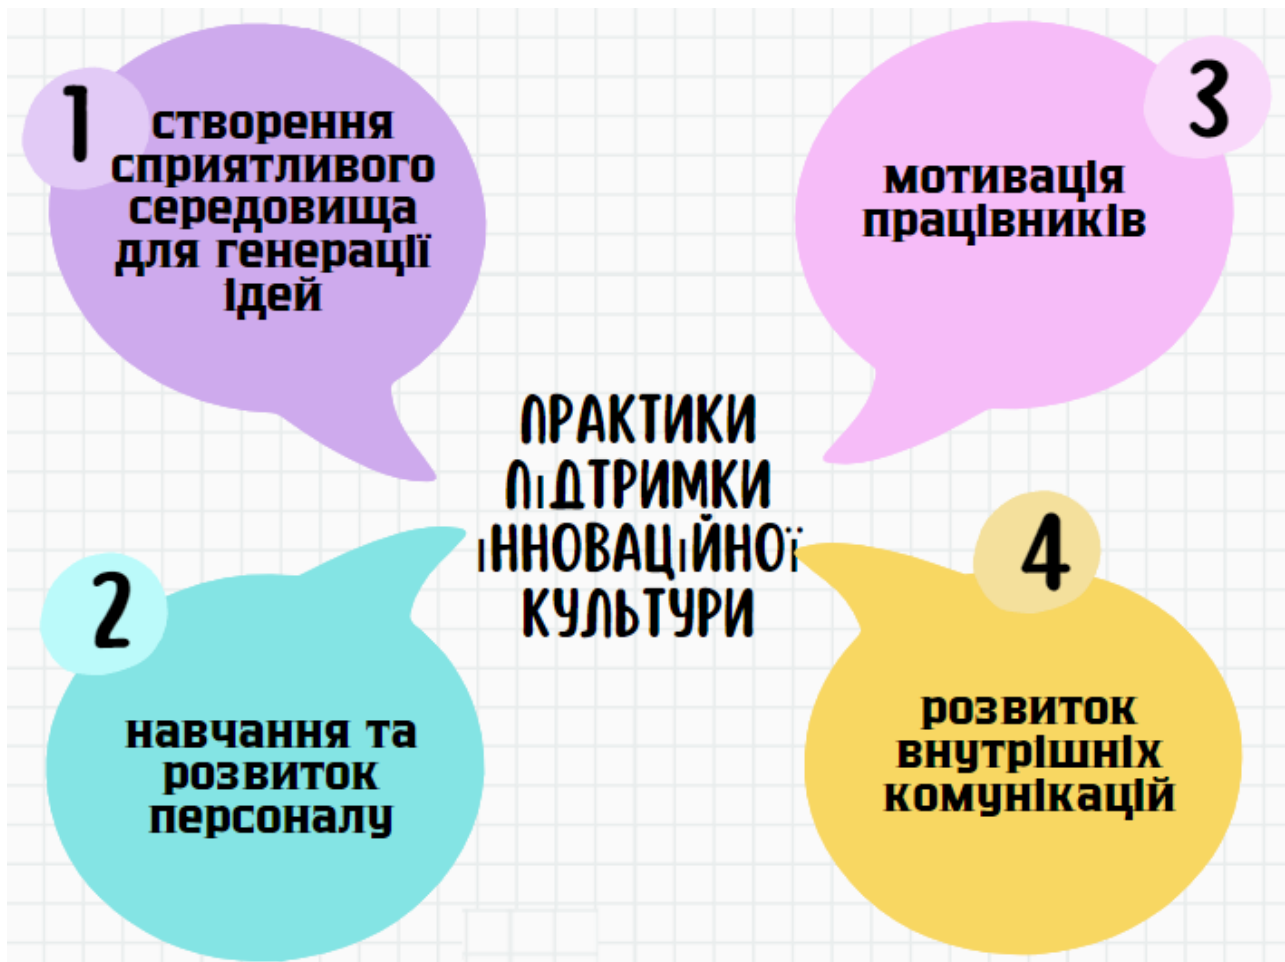 1
створення
сприятливого
середовища
для генерації
ідей
3
мотивація
працівників
ПРАКТИКИ
ПІДТРИМКИ
ІННОВАЦІЙНОЇ
КУЛЬТУРИ
2
навчання та
розвиток
персоналу
4
розвиток
внутрішніх
комунікацій